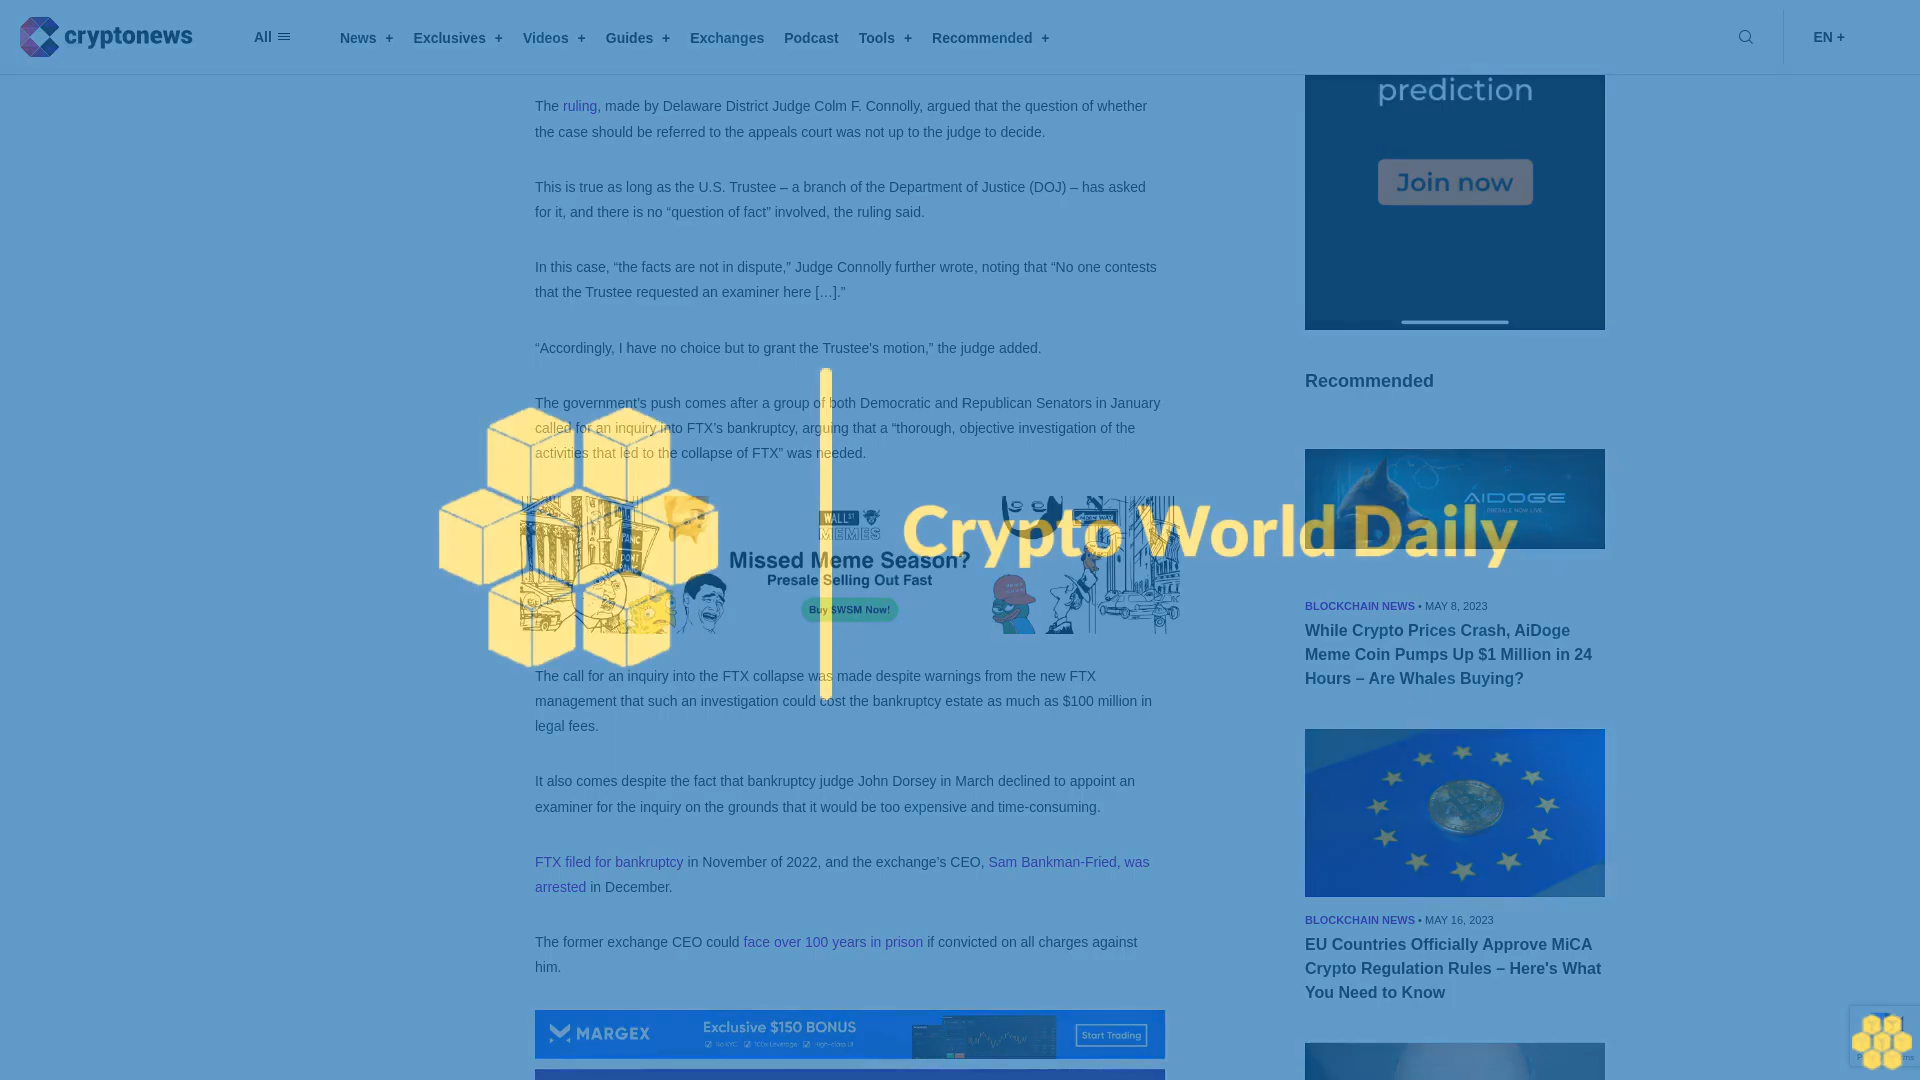 cryptonews
All
News +
Exclusives +
Videos +
Guides +
Exchanges
Podcast
Tools +
Recommended +
EN +
The ruling, made by Delaware District Judge Colm F. Connolly, argued that the question of whether
the case should be referred to the appeals court was not up to the judge to decide.
This is true as long as the U.S. Trustee – a branch of the Department of Justice (DOJ) – has asked
for it, and there is no “question of fact” involved, the ruling said.
In this case, “the facts are not in dispute,” Judge Connolly further wrote, noting that “No one contests
that the Trustee requested an examiner here […].”
“Accordingly, I have no choice but to grant the Trustee's motion,” the judge added.
The government’s push comes after a group of both Democratic and Republican Senators in January
called for an inquiry into FTX’s bankruptcy, arguing that a “thorough, objective investigation of the
activities that led to the collapse of FTX” was needed.
WALL ST
MEMES
Missed Meme Season?
Presale Selling Out Fast
Buy $WSM Now!
Crypto World Daily
The call for an inquiry into the FTX collapse was made despite warnings from the new FTX
management that such an investigation could cost the bankruptcy estate as much as $100 million in
legal fees.
It also comes despite the fact that bankruptcy judge John Dorsey in March declined to appoint an
examiner for the inquiry on the grounds that it would be too expensive and time-consuming.
FTX filed for bankruptcy in November of 2022, and the exchange’s CEO, Sam Bankman-Fried, was
arrested in December.
The former exchange CEO could face over 100 years in prison if convicted on all charges against
him.
MARGEX
Exclusive $150 BONUS
No KYC 100x Leverage High-class UI
Start Trading
prediction
Join now
Recommended
AIDOGE
PRESALE NOW LIVE
BLOCKCHAIN NEWS • MAY 8, 2023
While Crypto Prices Crash, AiDoge
Meme Coin Pumps Up $1 Million in 24
Hours – Are Whales Buying?
BLOCKCHAIN NEWS • MAY 16, 2023
EU Countries Officially Approve MiCA
Crypto Regulation Rules – Here's What
You Need to Know